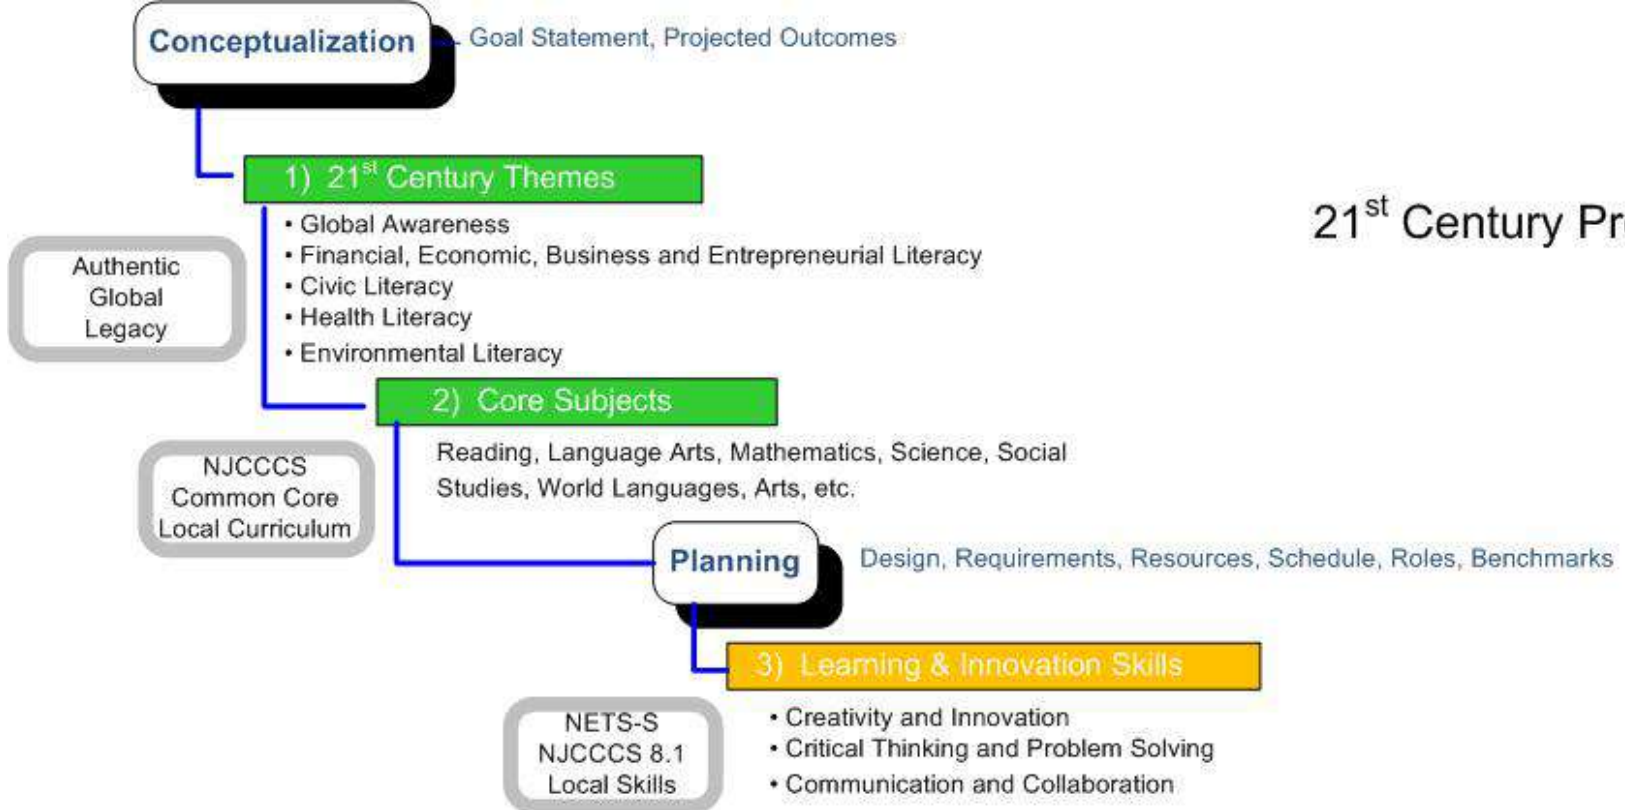 Conceptualization
Goal Statement, Projected Outcomes
1) 21st Century Themes
• Global Awareness
• Financial, Economic, Business and Entrepreneurial Literacy
• Civic Literacy
• Health Literacy
• Environmental Literacy
Authentic
Global
Legacy
21st Century
2) Core Subjects
Reading, Language Arts, Mathematics, Science, Social
Studies, World Languages, Arts, etc.
NJCCCS
Common Core
Local Curriculum
Planning
Design, Requirements, Resources, Schedule, Roles, Benchmarks
3) Learning & Innovation Skills
• Creativity and Innovation
• Critical Thinking and Problem Solving
• Communication and Collaboration
NETS-S
NJCCCS 8.1
Local Skills